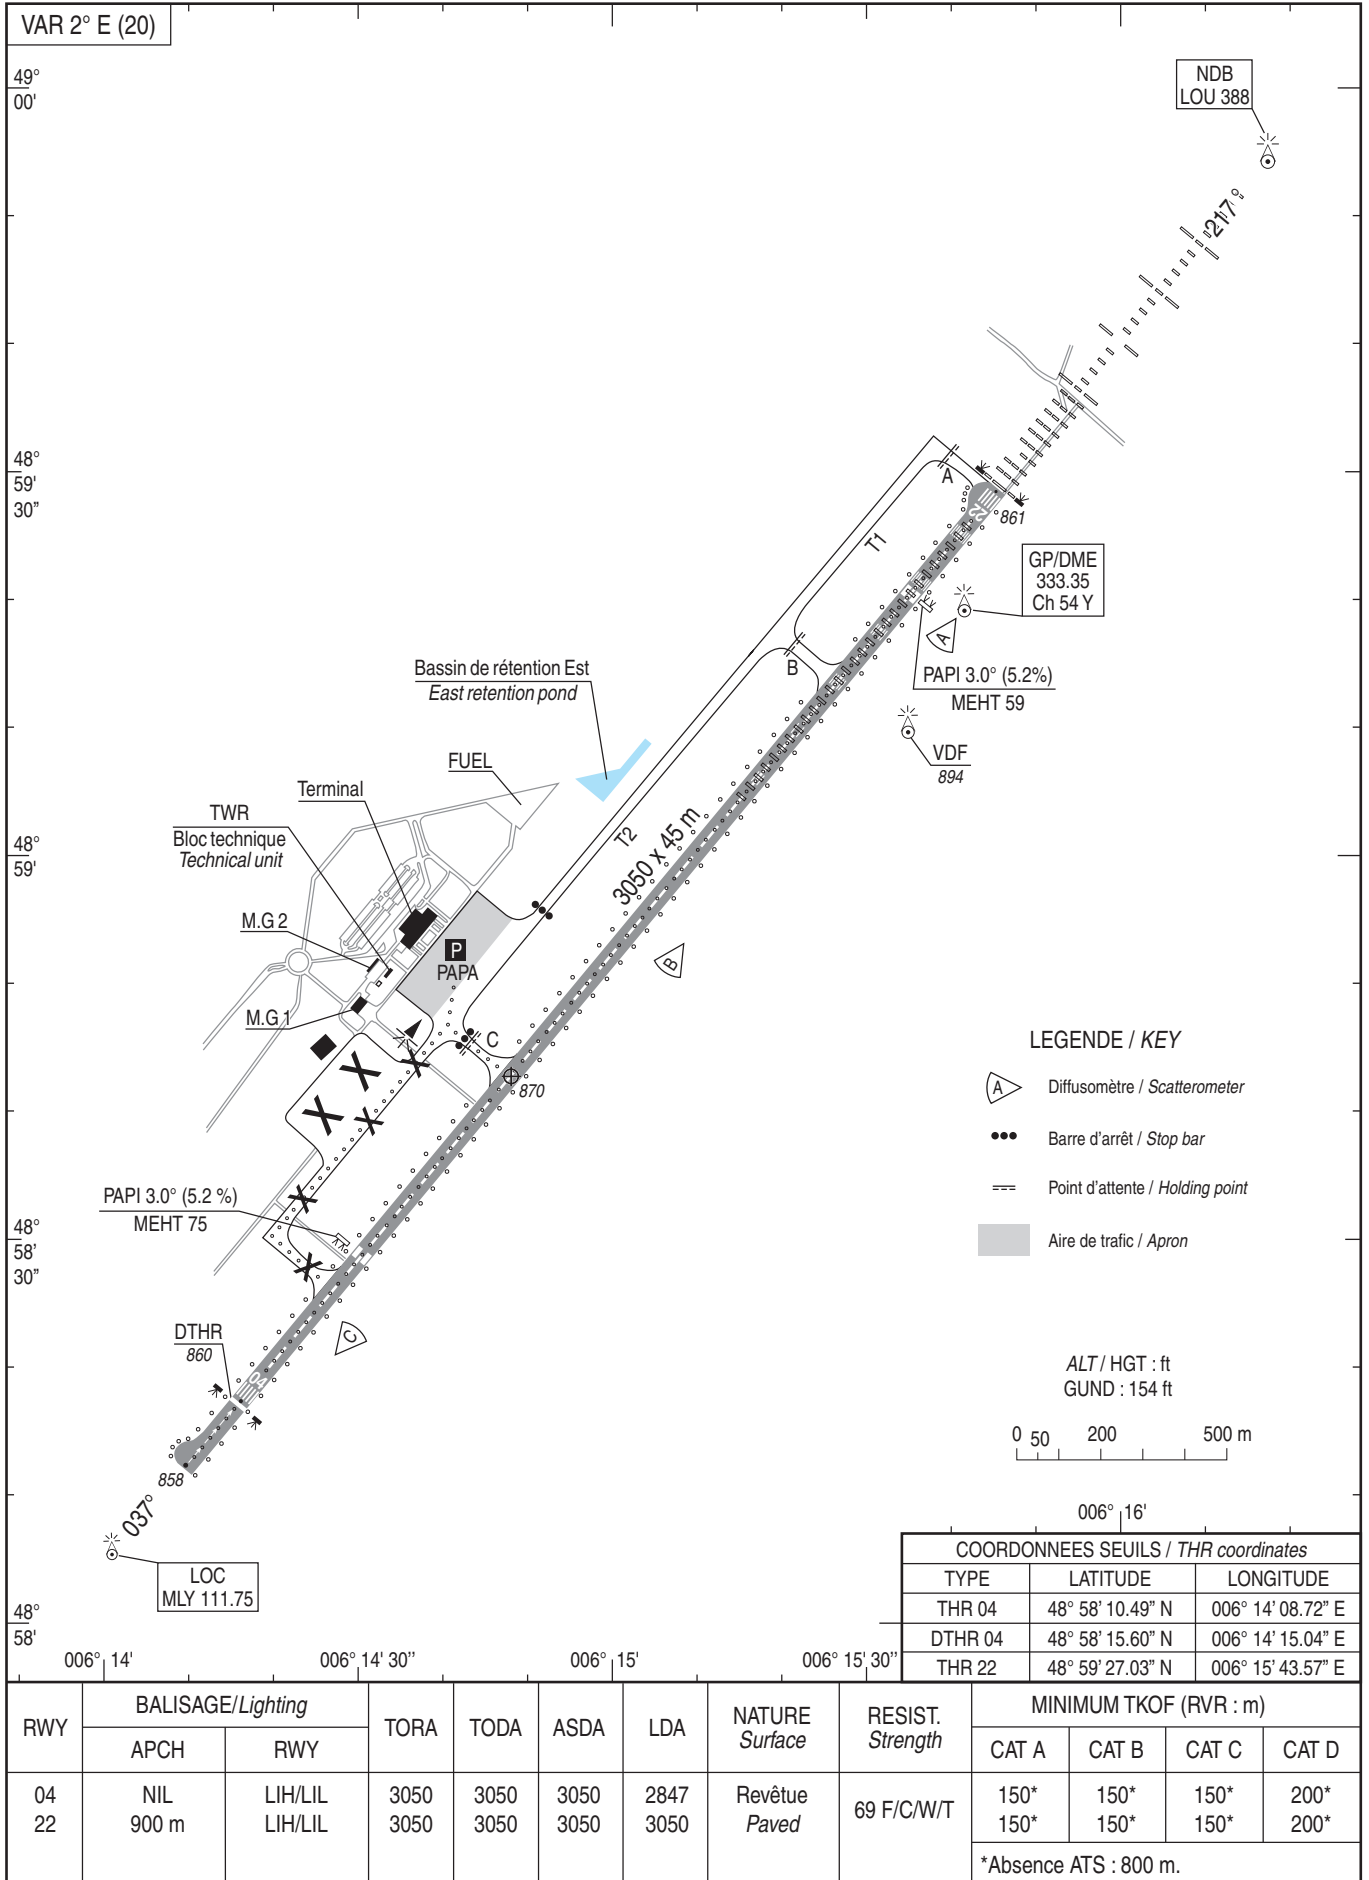 VAR 2° E (20)
49°
00'
NDB
LOU 388
217°
48°
59'
30"
A
22
861
T1
GP/DME
333.35
Ch 54 Y
A
Bassin de rétention Est
East retention pond
B
PAPI 3.0° (5.2%)
MEHT 59
VDF
894
FUEL
Terminal
TWR
Bloc technique
Technical unit
48°
59'
T2
3050 x 45 m
M.G 2
P
PAPA
B
M.G 1
C
870
LEGENDE / KEY
A Diffusomètre / Scatterometer
Barre d'arrêt / Stop bar
Point d'attente / Holding point
Aire de trafic / Apron
PAPI 3.0° (5.2 %)
MEHT 75
48°
58'
30"
C
DTHR
860
04
ALT / HGT : ft
GUND : 154 ft
0 50 200 500 m
858
037°
LOC
MLY 111.75
006° 16'
48°
58'
006° 14' 006° 14' 30" 006° 15' 006° 15' 30"
COORDONNEES SEUILS / THR coordinates
TYPE LATITUDE LONGITUDE
THR 04 48° 58' 10.49" N 006° 14' 08.72" E
DTHR 04 48° 58' 15.60" N 006° 14' 15.04" E
THR 22 48° 59' 27.03" N 006° 15' 43.57" E
RWY BALISAGE/Lighting TORA TODA ASDA LDA NATURE Surface RESIST. Strength MINIMUM TKOF (RVR : m)
APCH RWY CAT A CAT B CAT C CAT D
04 NIL LIH/LIL 3050 3050 3050 2847 Revêtue 69 F/C/W/T 150* 150* 150* 200*
22 900 m LIH/LIL 3050 3050 3050 3050 Paved 150* 150* 150* 200*
*Absence ATS : 800 m.